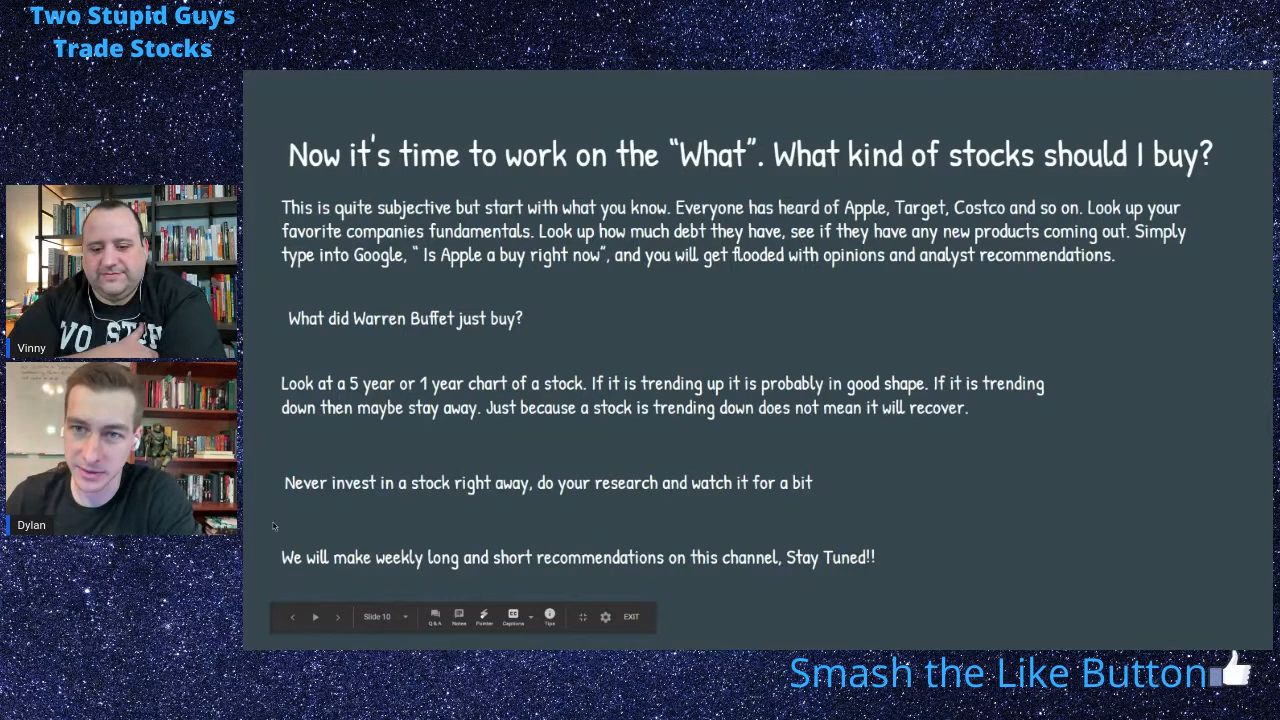 Two Stupid Guys
Trade Stocks
Now it's time to work on the “What”. What kind of stocks should I buy?
This is quite subjective but start with what you know. Everyone has heard of Apple, Target, Costco and so on. Look up your
favorite companies fundamentals. Look up how much debt they have, see if they have any new products coming out. Simply
type into Google, “ Is Apple a buy right now”, and you will get flooded with opinions and analyst recommendations.
What did Warren Buffet just buy?
Look at a 5 year or 1 year chart of a stock. If it is trending up it is probably in good shape. If it is trending
down then maybe stay away. Just because a stock is trending down does not mean it will recover.
Never invest in a stock right away, do your research and watch it for a bit
We will make weekly long and short recommendations on this channel, Stay Tuned!!
Vinny
Dylan
Slide 10
Q&A
Notes
Pointer
Captions
Tips
EXIT
Smash the Like Button